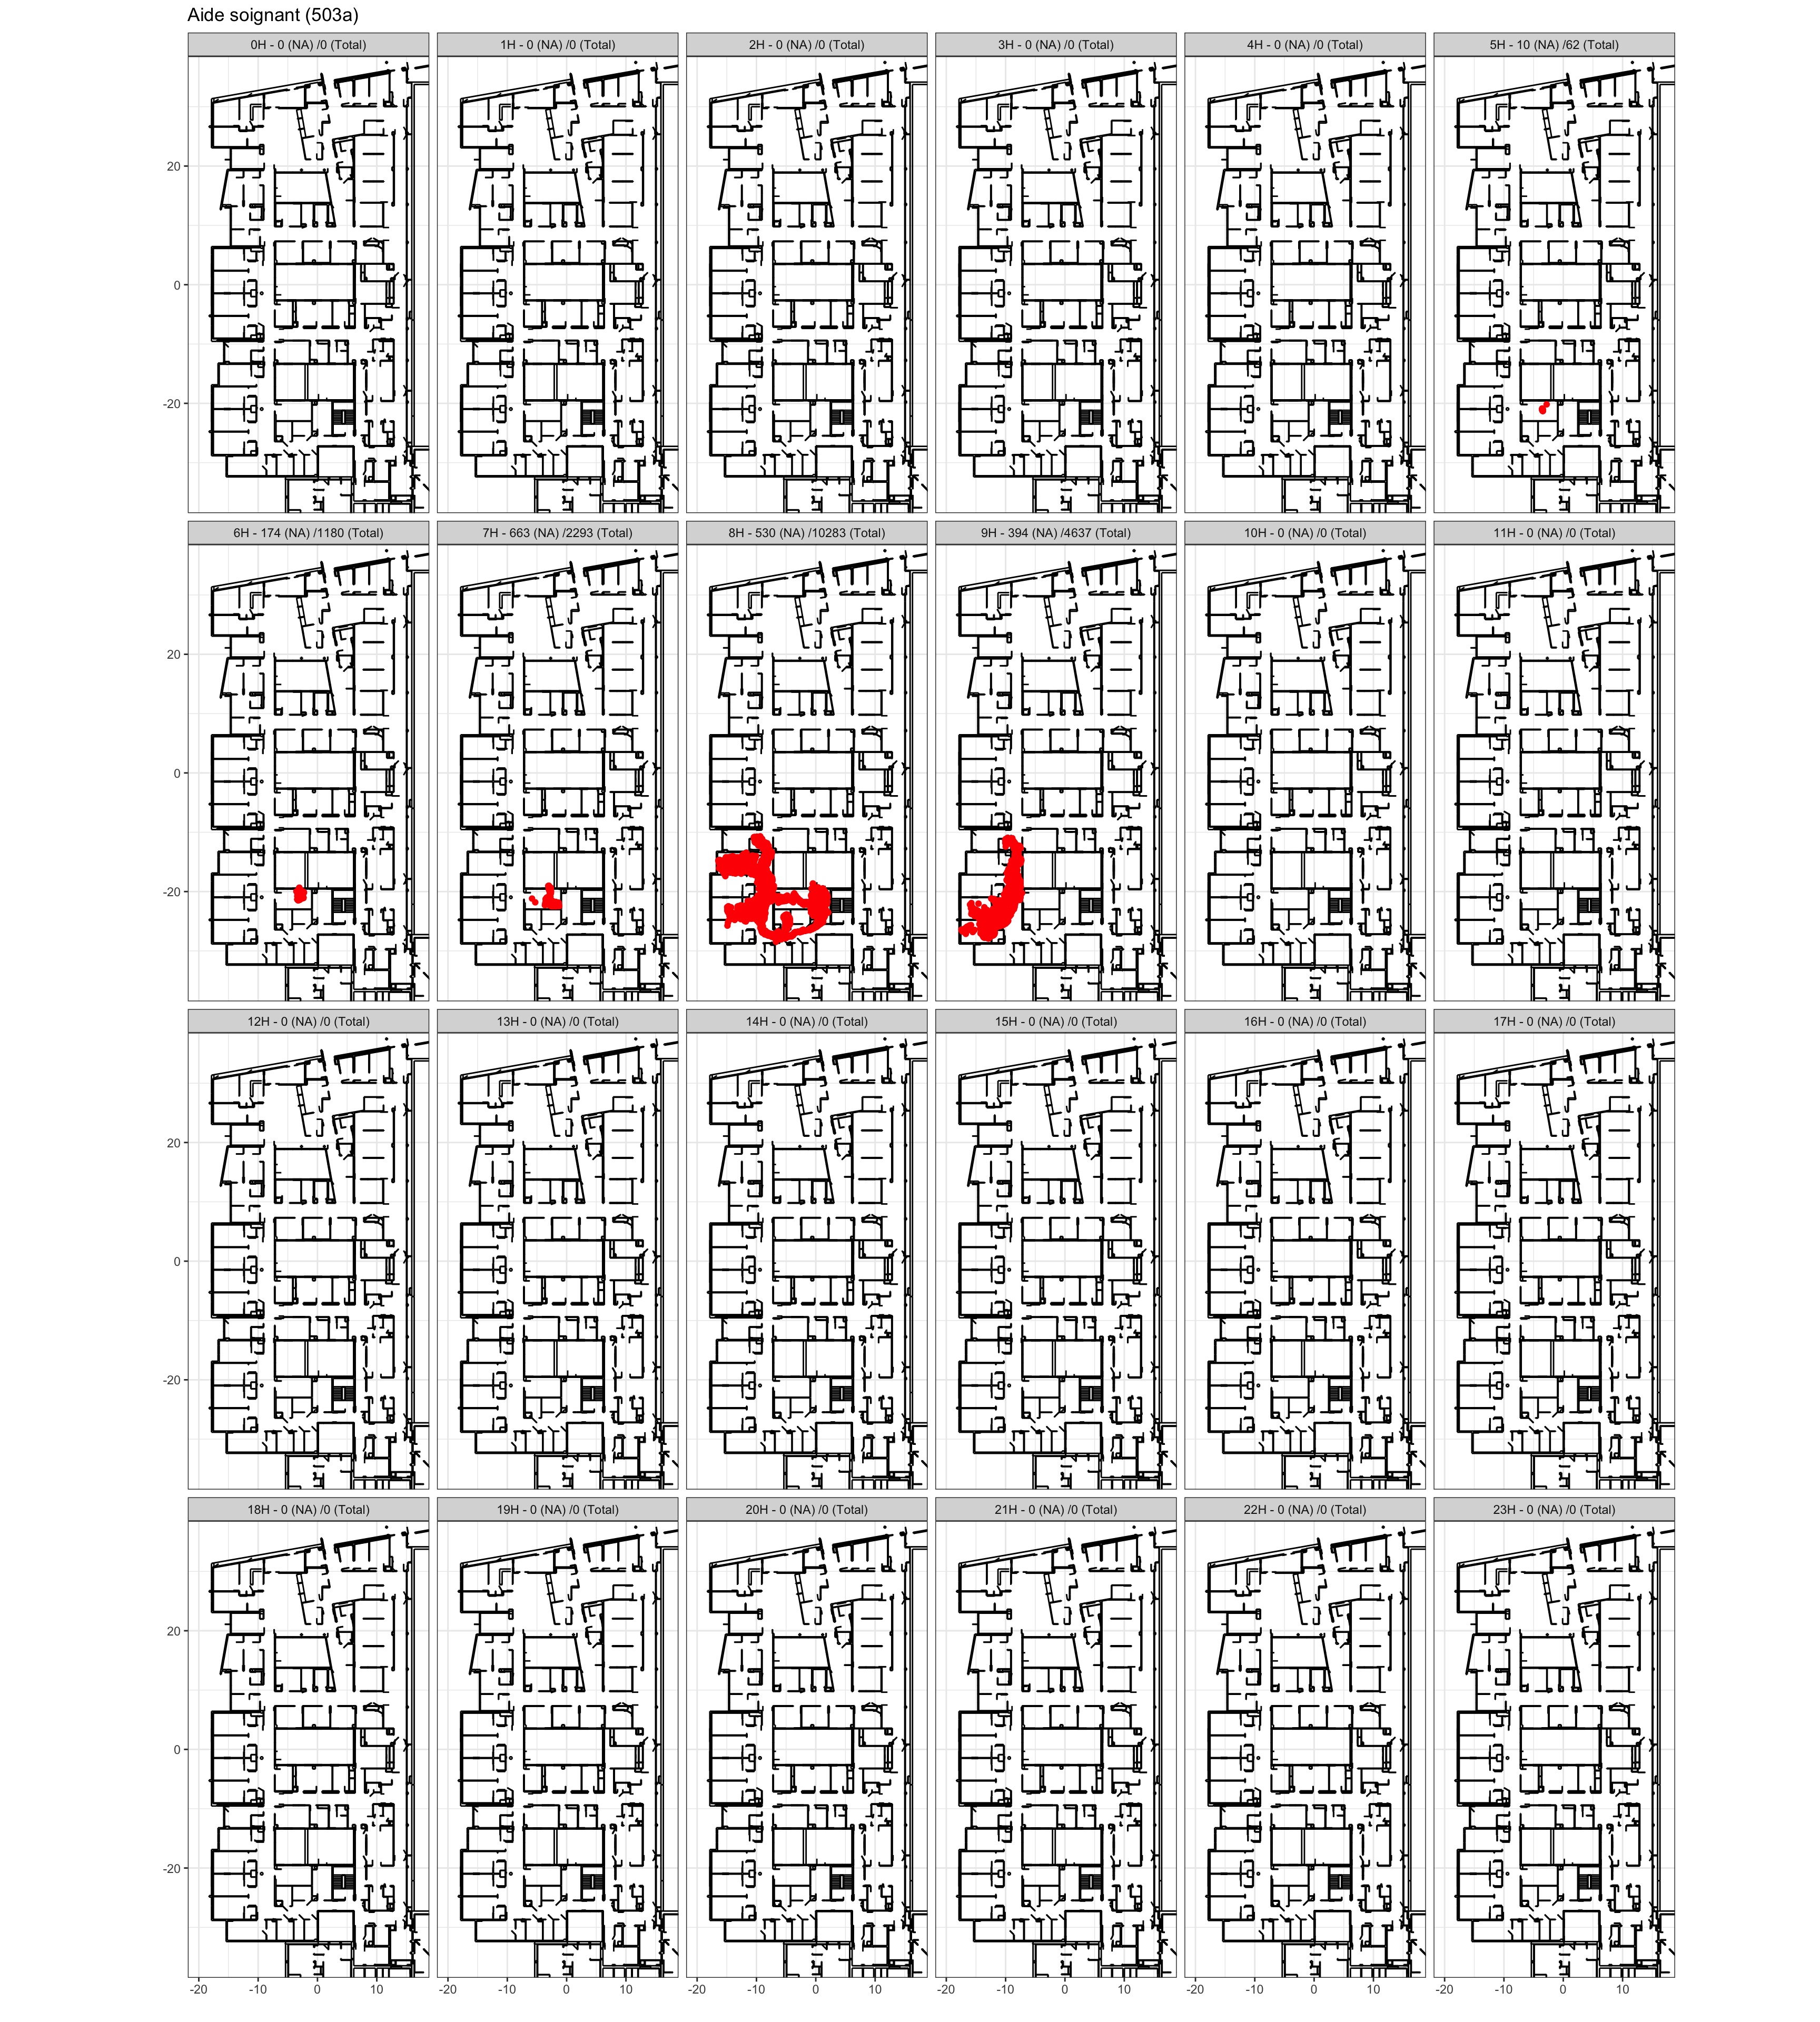 Aide soignant (503a)
0H - 0 (NA) /0 (Total) 1H - 0 (NA) /0 (Total) 2H - 0 (NA) /0 (Total) 3H - 0 (NA) /0 (Total) 4H - 0 (NA) /0 (Total) 5H - 10 (NA) /62 (Total)
20
0
-20
6H - 174 (NA) /1180 (Total) 7H - 663 (NA) /2293 (Total) 8H - 530 (NA) /10283 (Total) 9H - 394 (NA) /4637 (Total) 10H - 0 (NA) /0 (Total) 11H - 0 (NA) /0 (Total)
20
0
-20
12H - 0 (NA) /0 (Total) 13H - 0 (NA) /0 (Total) 14H - 0 (NA) /0 (Total) 15H - 0 (NA) /0 (Total) 16H - 0 (NA) /0 (Total) 17H - 0 (NA) /0 (Total)
20
0
-20
18H - 0 (NA) /0 (Total) 19H - 0 (NA) /0 (Total) 20H - 0 (NA) /0 (Total) 21H - 0 (NA) /0 (Total) 22H - 0 (NA) /0 (Total) 23H - 0 (NA) /0 (Total)
20
0
-20
-20 -10 0 10 -20 -10 0 10 -20 -10 0 10 -20 -10 0 10 -20 -10 0 10 -20 -10 0 10